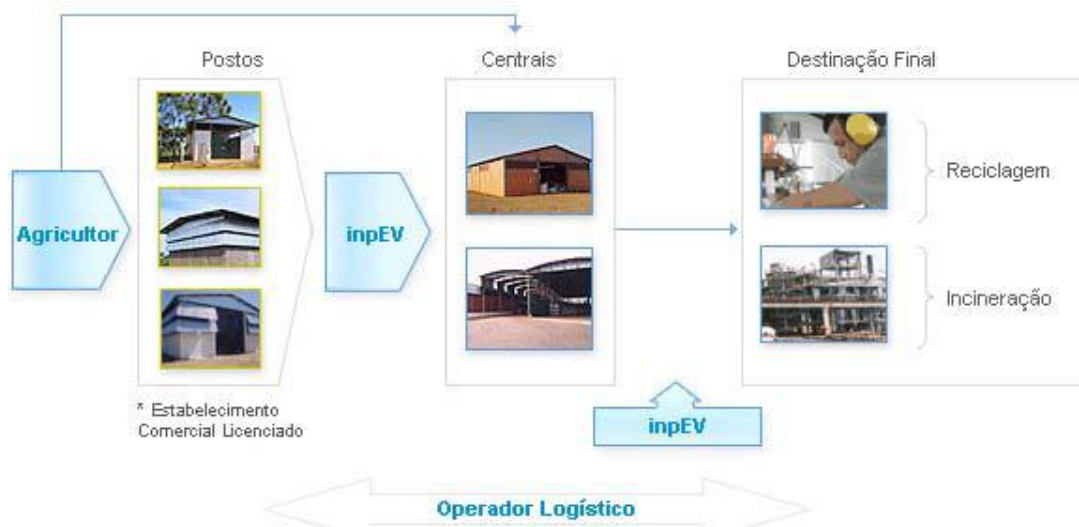 Postos
Centrais
Destinação Final
Agricultor
inpEV
Reciclagem
Incineração
* Estabelecimento
Comercial Licenciado
inpEV
Operador Logístico